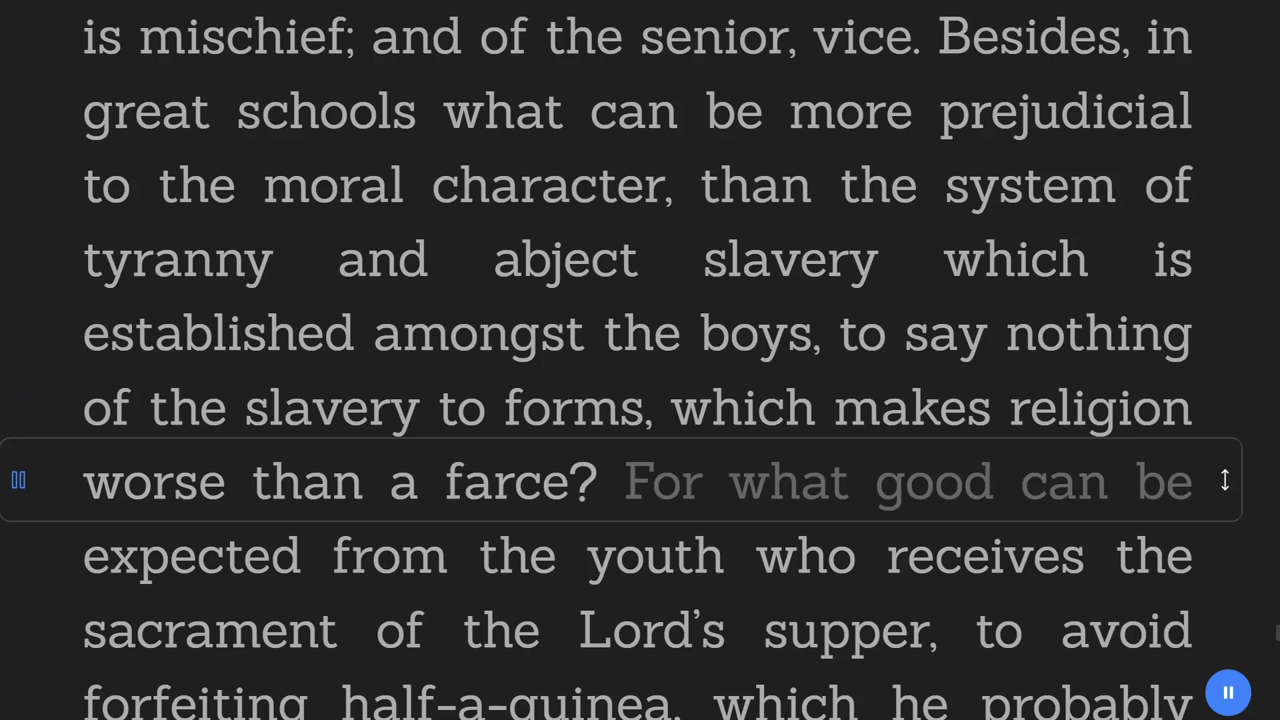 is mischief; and of the senior, vice. Besides, in
great schools what can be more prejudicial
to the moral character, than the system of
tyranny and abject slavery which is
established amongst the boys, to say nothing
of the slavery to forms, which makes religion
worse than a farce? For what good can be
expected from the youth who receives the
sacrament of the Lord’s supper, to avoid
forfeiting half-a-guinea, which he probably